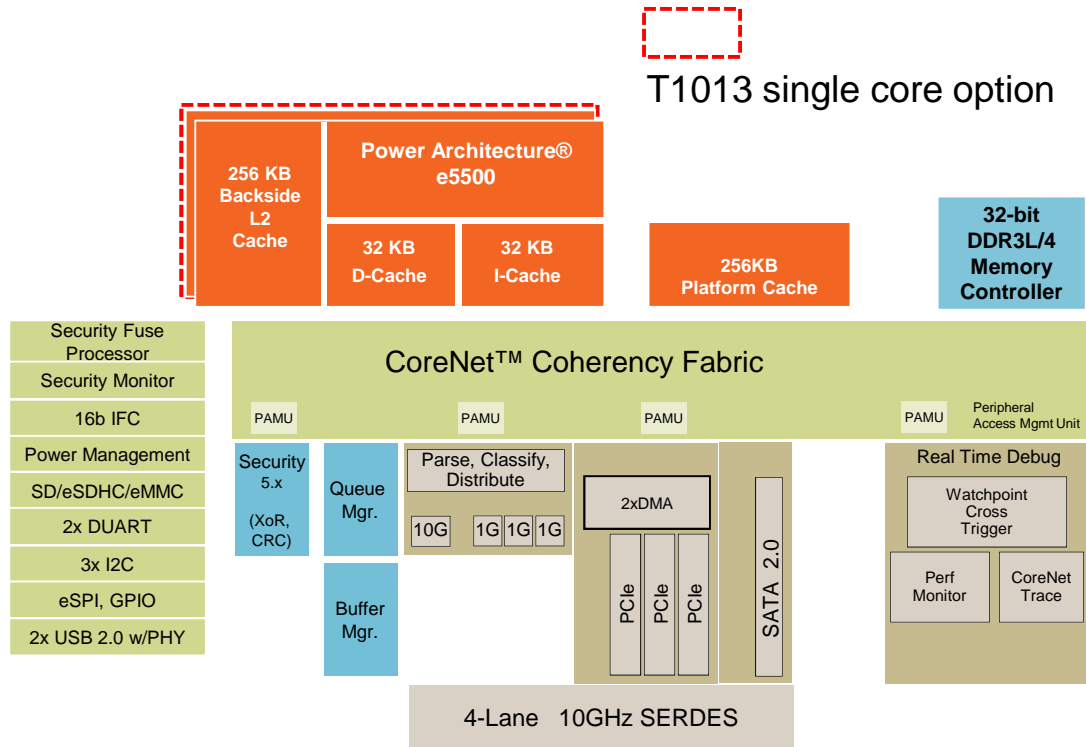 T1013 single core option
256 KB
Backside
L2
Cache
Power Architecture®
e5500
32 KB
D-Cache
32 KB
I-Cache
256KB
Platform Cache
32-bit
DDR3L/4
Memory
Controller
Security Fuse
Processor
Security Monitor
16b IFC
Power Management
SD/eSDHC/eMMC
2x DUART
3x I2C
eSPI, GPIO
2x USB 2.0 w/PHY
CoreNet™ Coherency Fabric
PAMU
PAMU
PAMU
PAMU
Peripheral
Access Mgmt Unit
Security
5.x
(XoR,
CRC)
Queue
Mgr.
Buffer
Mgr.
Parse, Classify,
Distribute
10G
1G
1G
1G
2xDMA
PCIe
PCIe
PCIe
SATA 2.0
Real Time Debug
Watchpoint
Cross
Trigger
Perf
Monitor
CoreNet
Trace
4-Lane 10GHz SERDES